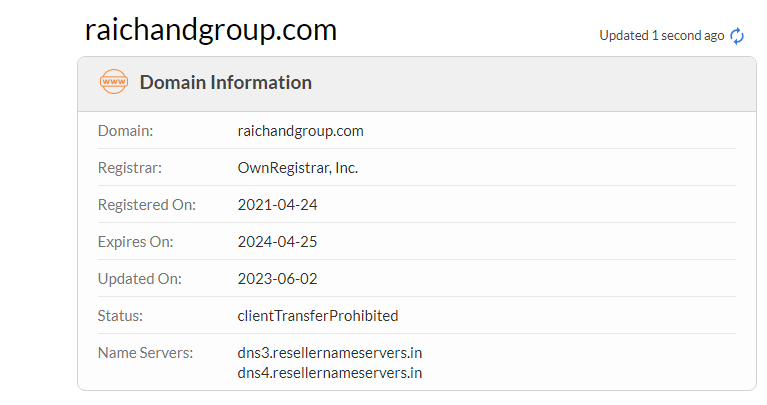 raichandgroup.com
Updated 1 second ago
www
Domain Information
Domain: raichandgroup.com
Registrar: OwnRegistrar, Inc.
Registered On: 2021-04-24
Expires On: 2024-04-25
Updated On: 2023-06-02
Status: clientTransferProhibited
Name Servers: dns3.resellernameservers.in
dns4.resellernameservers.in